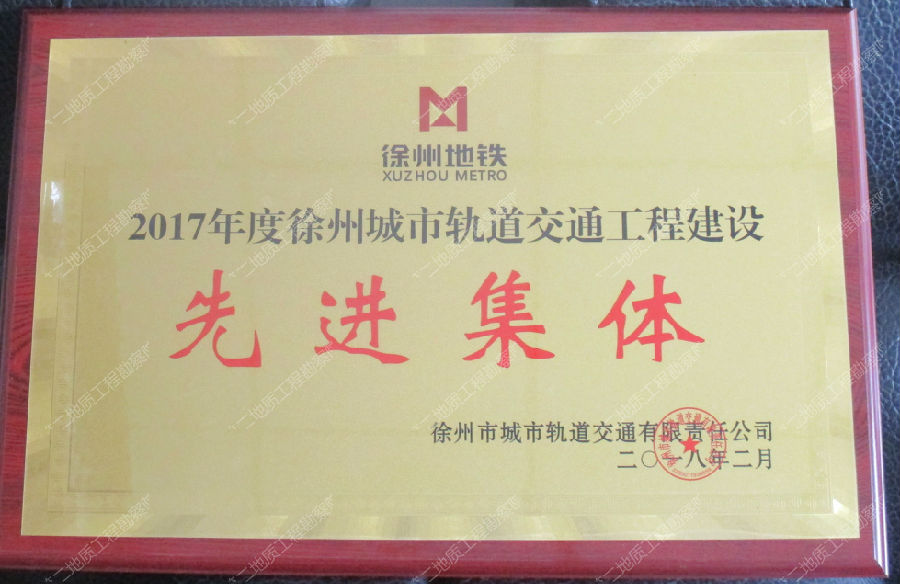 徐州地铁
XUZHOU METRO
2017年度徐州城市轨道交通工程建设
先进集体
徐州市城市轨道交通有限责任公司
二〇一八年二月